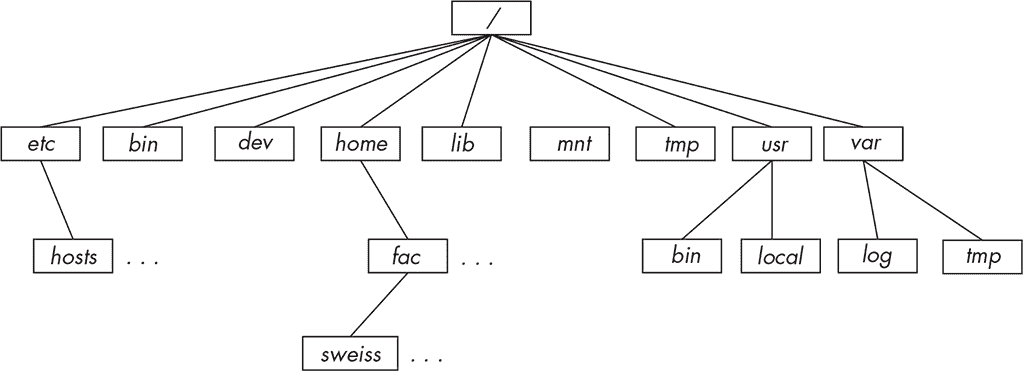 /
etc bin dev home lib mnt tmp usr var
hosts ... fac ... bin local log tmp
sweiss ...